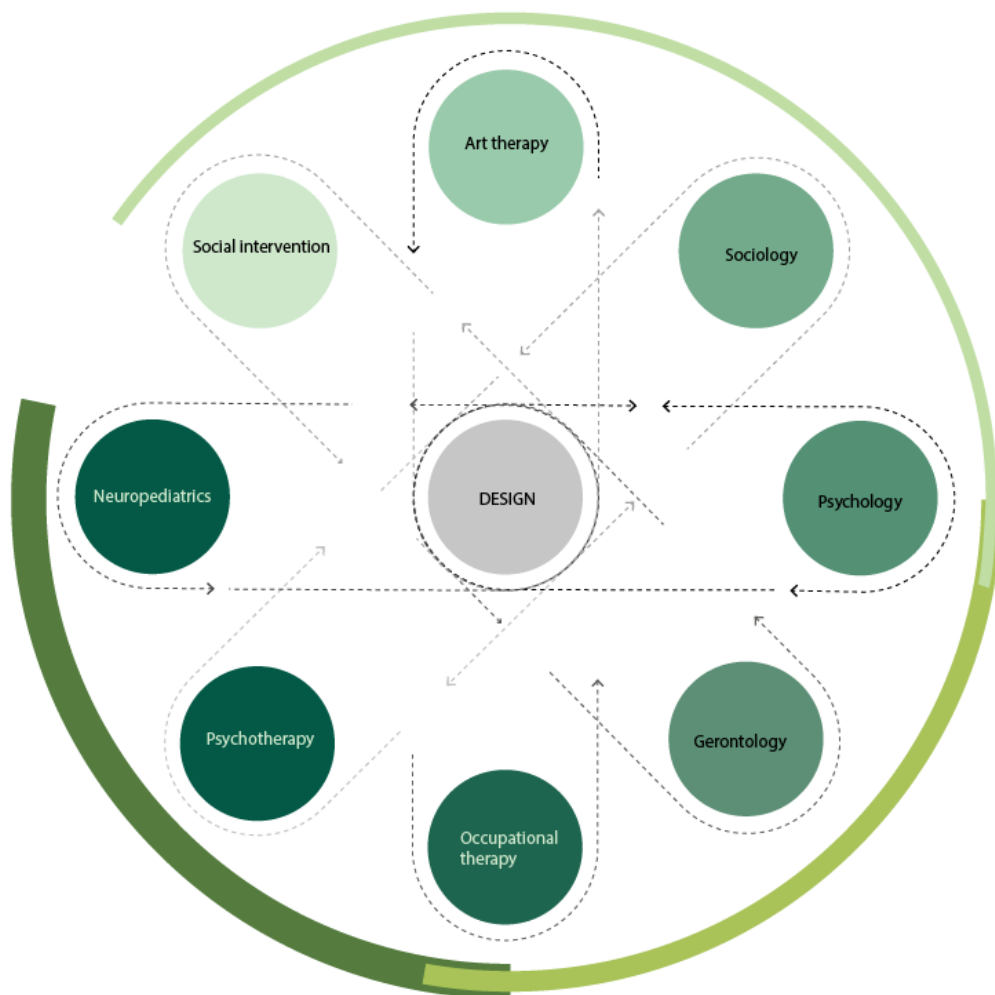 Art therapy
Social intervention
Sociology
Neuropediatrics
DESIGN
Psychology
Psychotherapy
Gerontology
Occupational
therapy